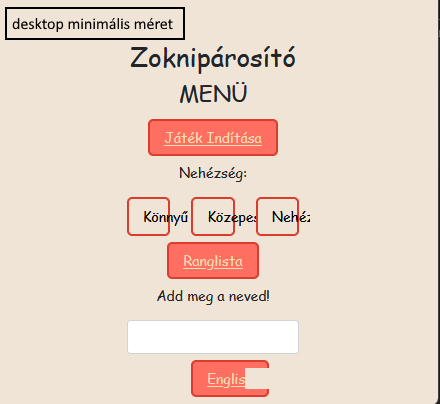 desktop minimális méret
Zoknipárosító
MENÜ
Játék Indítása
Nehézség:
Könnyű Közepes Nehéz
Ranglista
Add meg a neved!
Englis